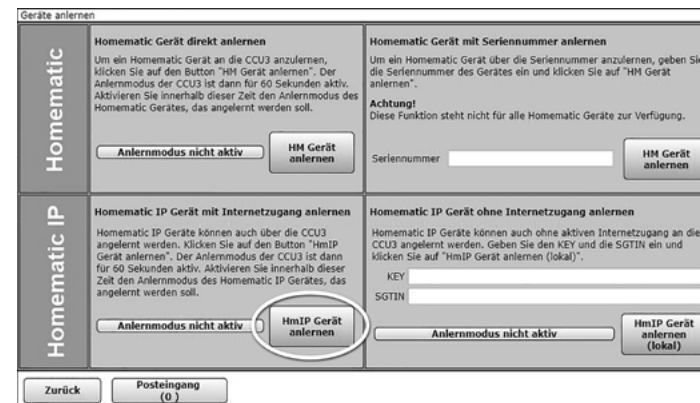 Geräte anlernen
Homematic
Homematic Gerät direkt anlernen
Um ein Homematic Gerät an die CCU3 anzulernen,
klicken Sie auf den Button "HM Gerät anlernen". Der
Anlernmodus der CCU3 ist dann für 60 Sekunden aktiv.
Aktivieren Sie innerhalb dieser Zeit den Anlernmodus des
Homematic Gerätes, das angelernt werden soll.
Anlernmodus nicht aktiv
HM Gerät
anlernen
Homematic Gerät mit Seriennummer anlernen
Um ein Homematic Gerät über die Seriennummer anzulernen, geben Sie
die Seriennummer des Gerätes ein und klicken Sie auf "HM Gerät
anlernen".
Achtung!
Diese Funktion steht nicht für alle Homematic Geräte zur Verfügung.
Seriennummer
HM Gerät
anlernen
Homematic IP
Homematic IP Gerät mit Internetzugang anlernen
Homematic IP Geräte können auch über die CCU3
angelernt werden. Klicken Sie auf den Button "HmIP
Gerät anlernen". Der Anlernmodus der CCU3 ist dann
für 60 Sekunden aktiv. Aktivieren Sie innerhalb dieser
Zeit den Anlernmodus des Homematic IP Gerätes, das
angelernt werden soll.
Anlernmodus nicht aktiv
HmIP Gerät
anlernen
Homematic IP Gerät ohne Internetzugang anlernen
Homematic IP Geräte können auch ohne aktiven Internetzugang an die
CCU3 angelernt werden. Geben Sie den KEY und die SGTIN ein und
klicken Sie auf "HmIP Gerät anlernen (lokal)".
KEY
SGTIN
Anlernmodus nicht aktiv
HmIP Gerät
anlernen
(lokal)
Zurück
Posteingang
(0 )